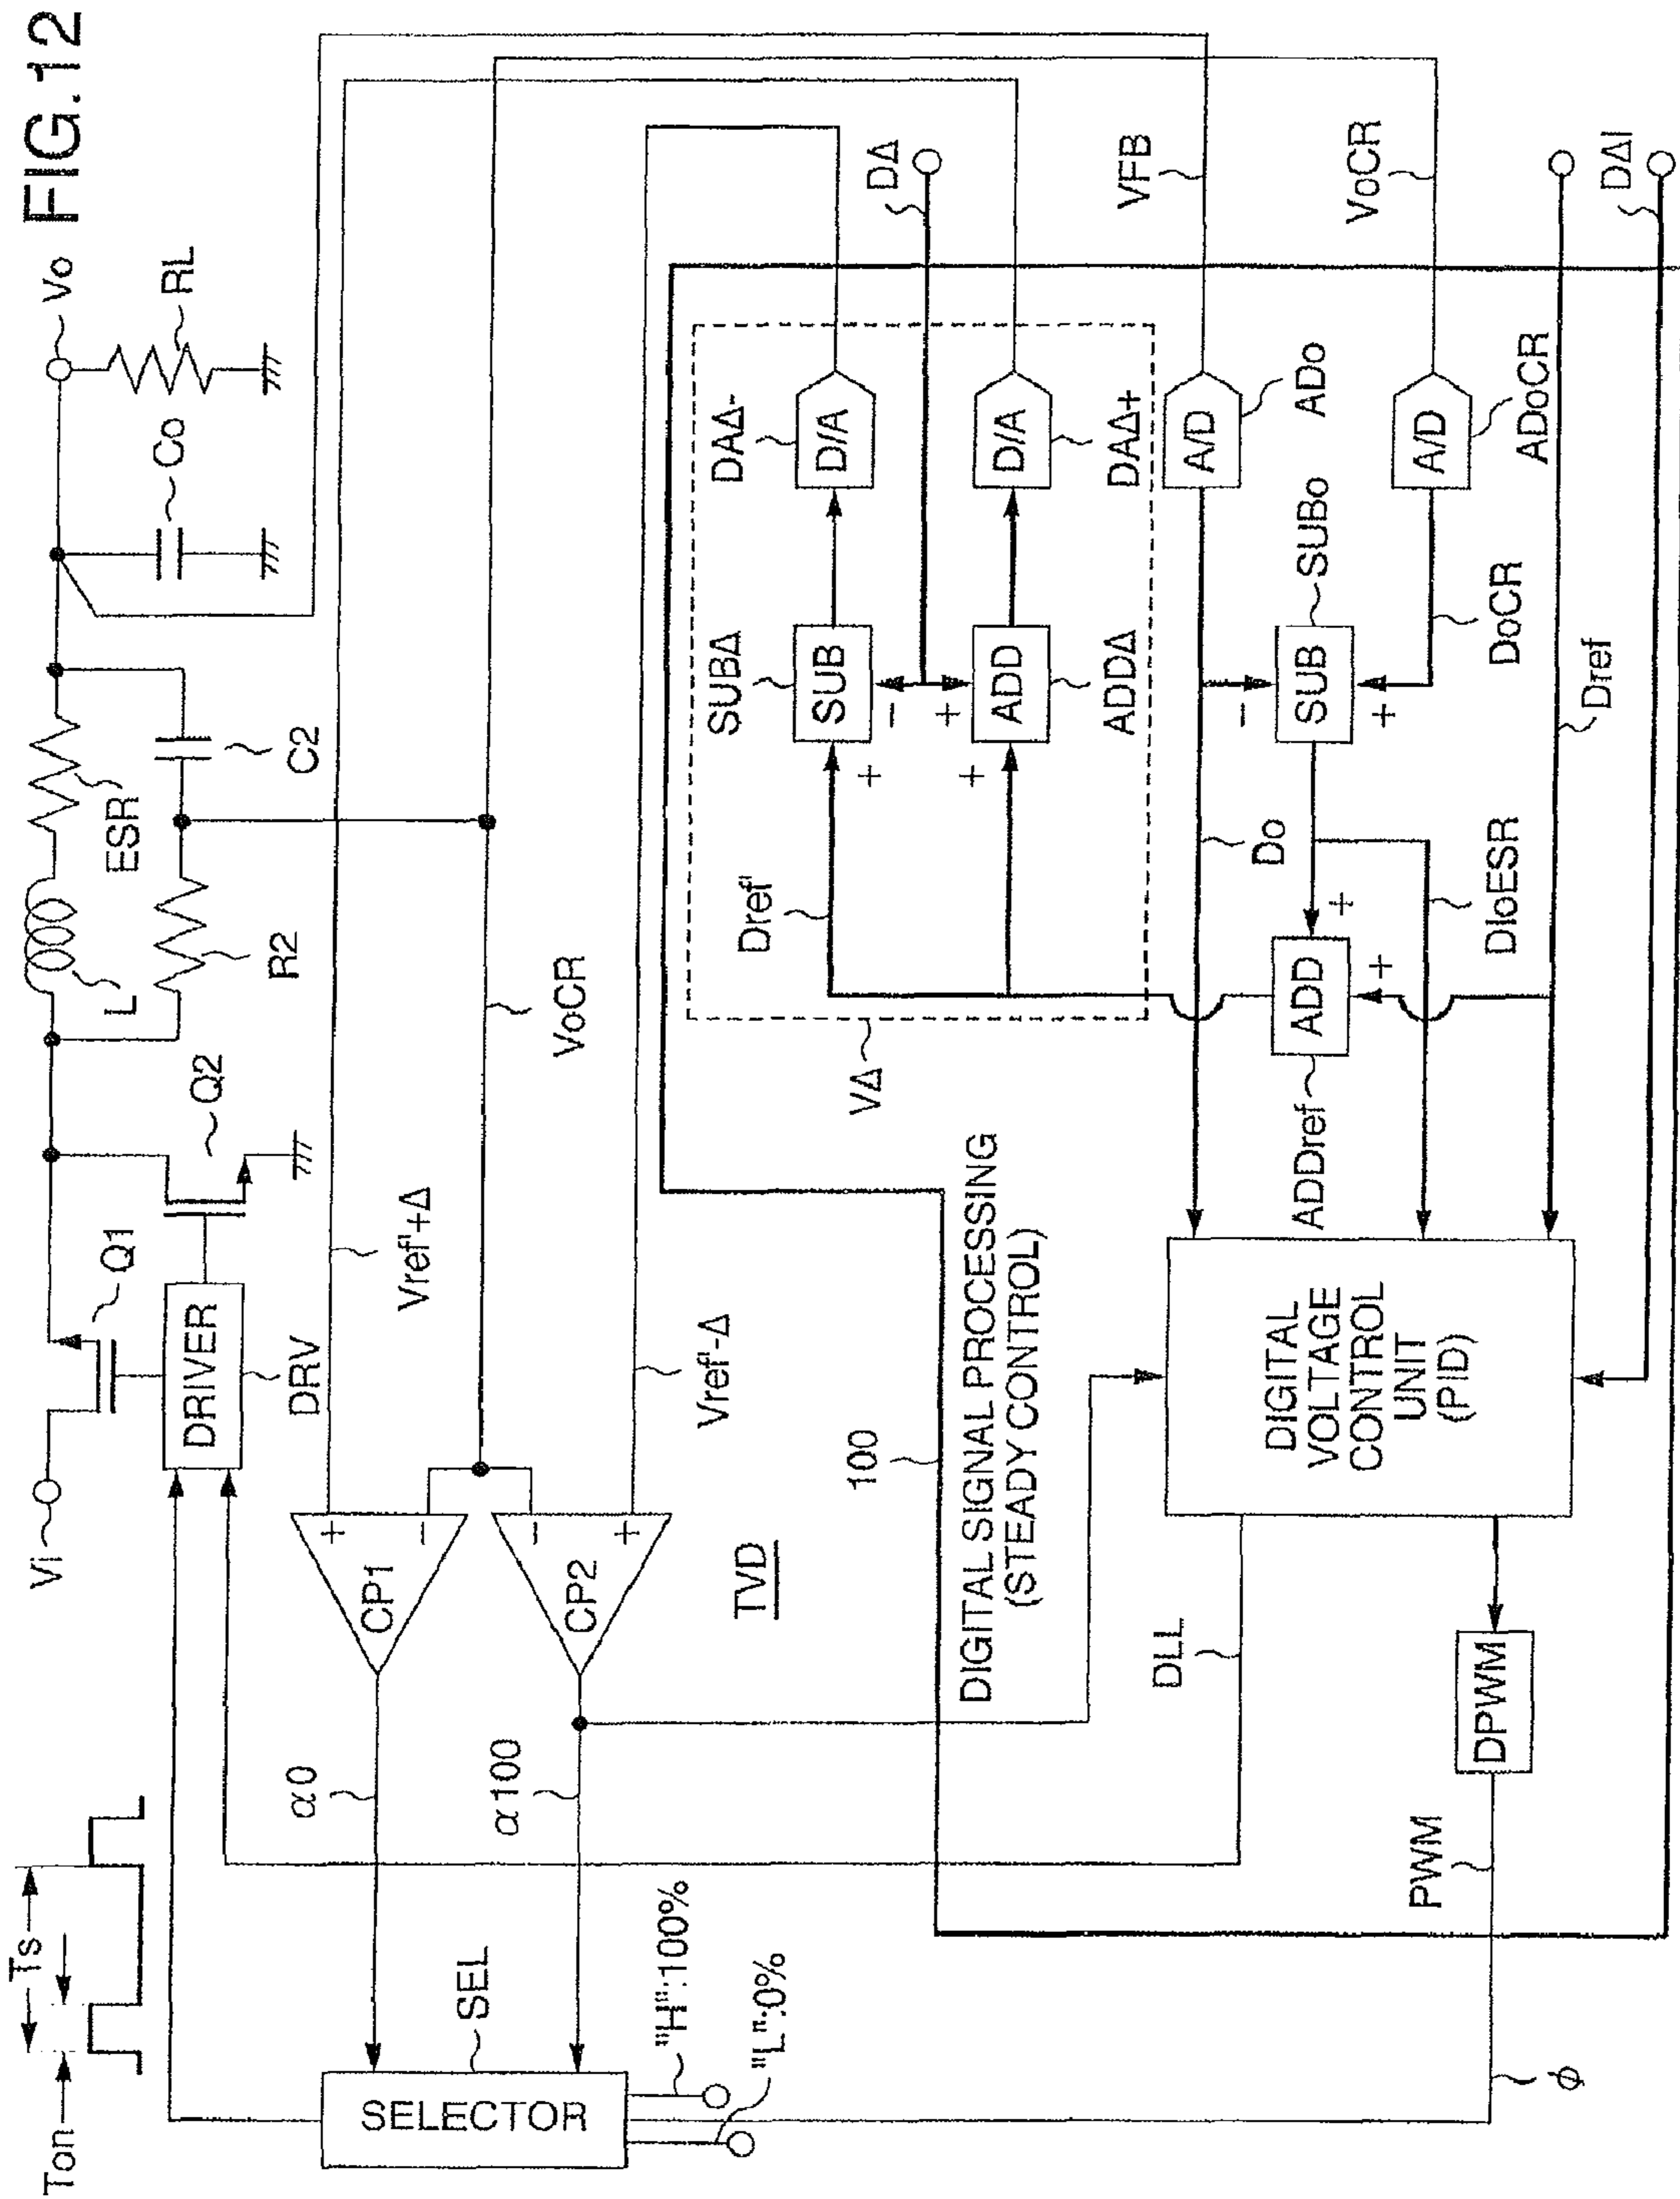 FIG.12
Ton
Ts
Vi
Q1
Q2
L
ESR
Co
Vo
RL
DRIVER
DRV
R2
C2
Vref'+Δ
VoCR
Vref'-Δ
CP1
+
-
CP2
-
+
α0
α100
TVD
SELECTOR
SEL
"H":100%
"L":0%
100
DIGITAL SIGNAL PROCESSING
(STEADY CONTROL)
VΔ
Dref'
SUBΔ
SUB
+
-
DAΔ-
D/A
DΔ
ADD
+
+
ADDΔ
D/A
DAΔ+
VFB
Do
A/D
ADo
SUB
-
+
SUBo
DoCR
A/D
ADoCR
VoCR
ADDref
ADD
+
+
DIoESR
Dref
DΔI
DLL
DIGITAL
VOLTAGE
CONTROL
UNIT
(PID)
DPWM
PWM
φ